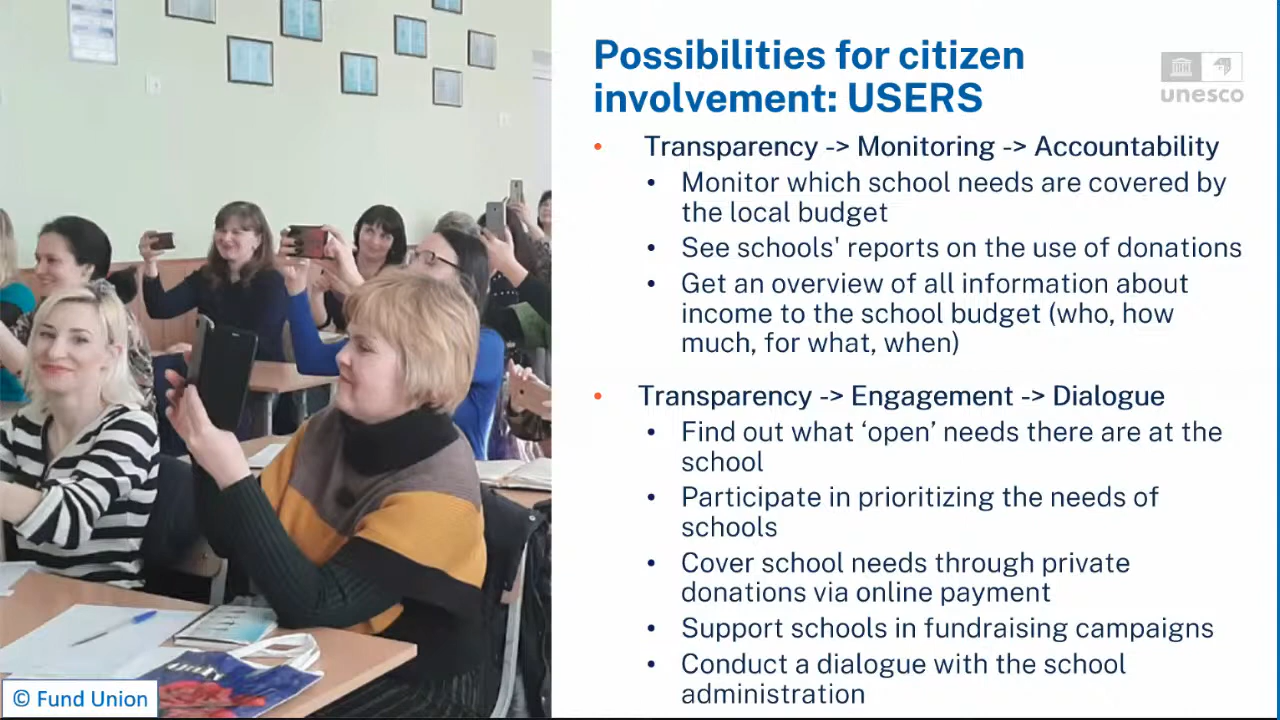 Possibilities for citizen
involvement: USERS
unesco
• Transparency -> Monitoring -> Accountability
• Monitor which school needs are covered by
the local budget
• See schools' reports on the use of donations
• Get an overview of all information about
income to the school budget (who, how
much, for what, when)
• Transparency -> Engagement -> Dialogue
• Find out what ‘open’ needs there are at the
school
• Participate in prioritizing the needs of
schools
• Cover school needs through private
donations via online payment
• Support schools in fundraising campaigns
• Conduct a dialogue with the school
administration
© Fund Union